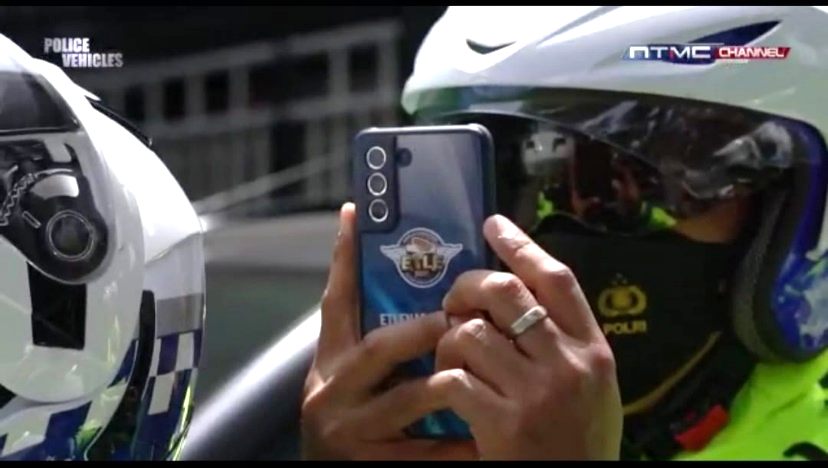 POLICE
VEHICLES
NTMC CHANNEL
ETLE
POLRI